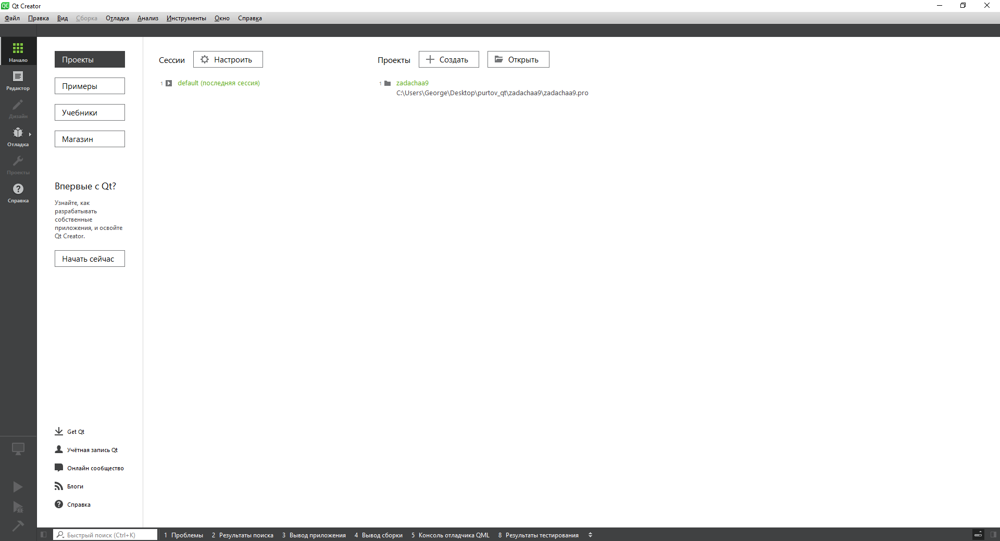 Qt Creator
Файл Правка Вид Сборка Отладка Анализ Инструменты Окно Справка
Начало
Редактор
Дизайн
Отладка
Проекты
Справка
Проекты
Примеры
Учебники
Магазин
Впервые с Qt?
Узнайте, как
разрабатывать
собственные
приложения, и освойте
Qt Creator.
Начать сейчас
Get Qt
Учётная запись Qt
Онлайн сообщество
Блоги
Справка
Сессии Настроить
1 default (последняя сессия)
Проекты Создать Открыть
1 zadachaa9
C:\Users\George\Desktop\purtov_qt\zadachaa9\zadachaa9.pro
Быстрый поиск (Ctrl+K) 1 Проблемы 2 Результаты поиска 3 Вывод приложения 4 Вывод сборки 5 Консоль отладчика QML 8 Результаты тестирования